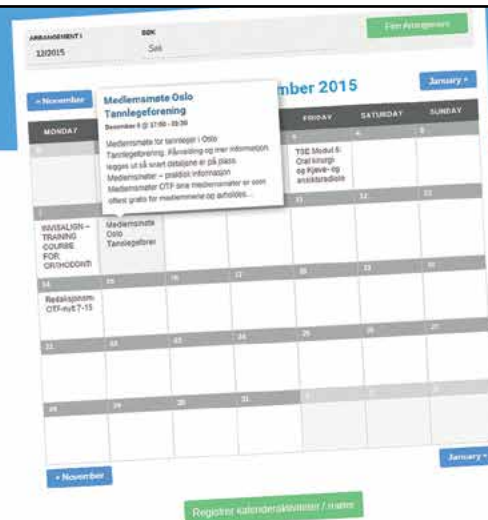 ARRANGEMENT I
SØK
12/2015
Søk
Finn Arrangement
« November
mber 2015
January »
MONDAY
FRIDAY
SATURDAY
SUNDAY
Medlemsmøte Oslo
Tannlegeforening
Desember 8 @ 17:00 -
Medlemsmøte for tannleger i Oslo
Tannlegeforening. Påmelding og mer informasjon
legges ut så snart detaljene er på plass.
Medlemsmøter – praktisk informasjon
Medlemsmøter OTF sine medlemsmøter er som
oftest gratis for medlemmene og avholdes…
4
5
TSE Modul 6:
Oral kirurgi
og Kjeve- og
ansiktsradiolo
7
11
12
13
INVISALIGN –
TRAINING
COURSE
FOR
ORTHODONTI
Medlemsmøte
Oslo
Tannlegeforer
14
15
16
17
18
19
Redaksjonsm
OTF-nytt 7-15
21
22
23
24
25
26
27
28
29
30
31
« November
January »
Registrer kalenderaktiviteter / møter